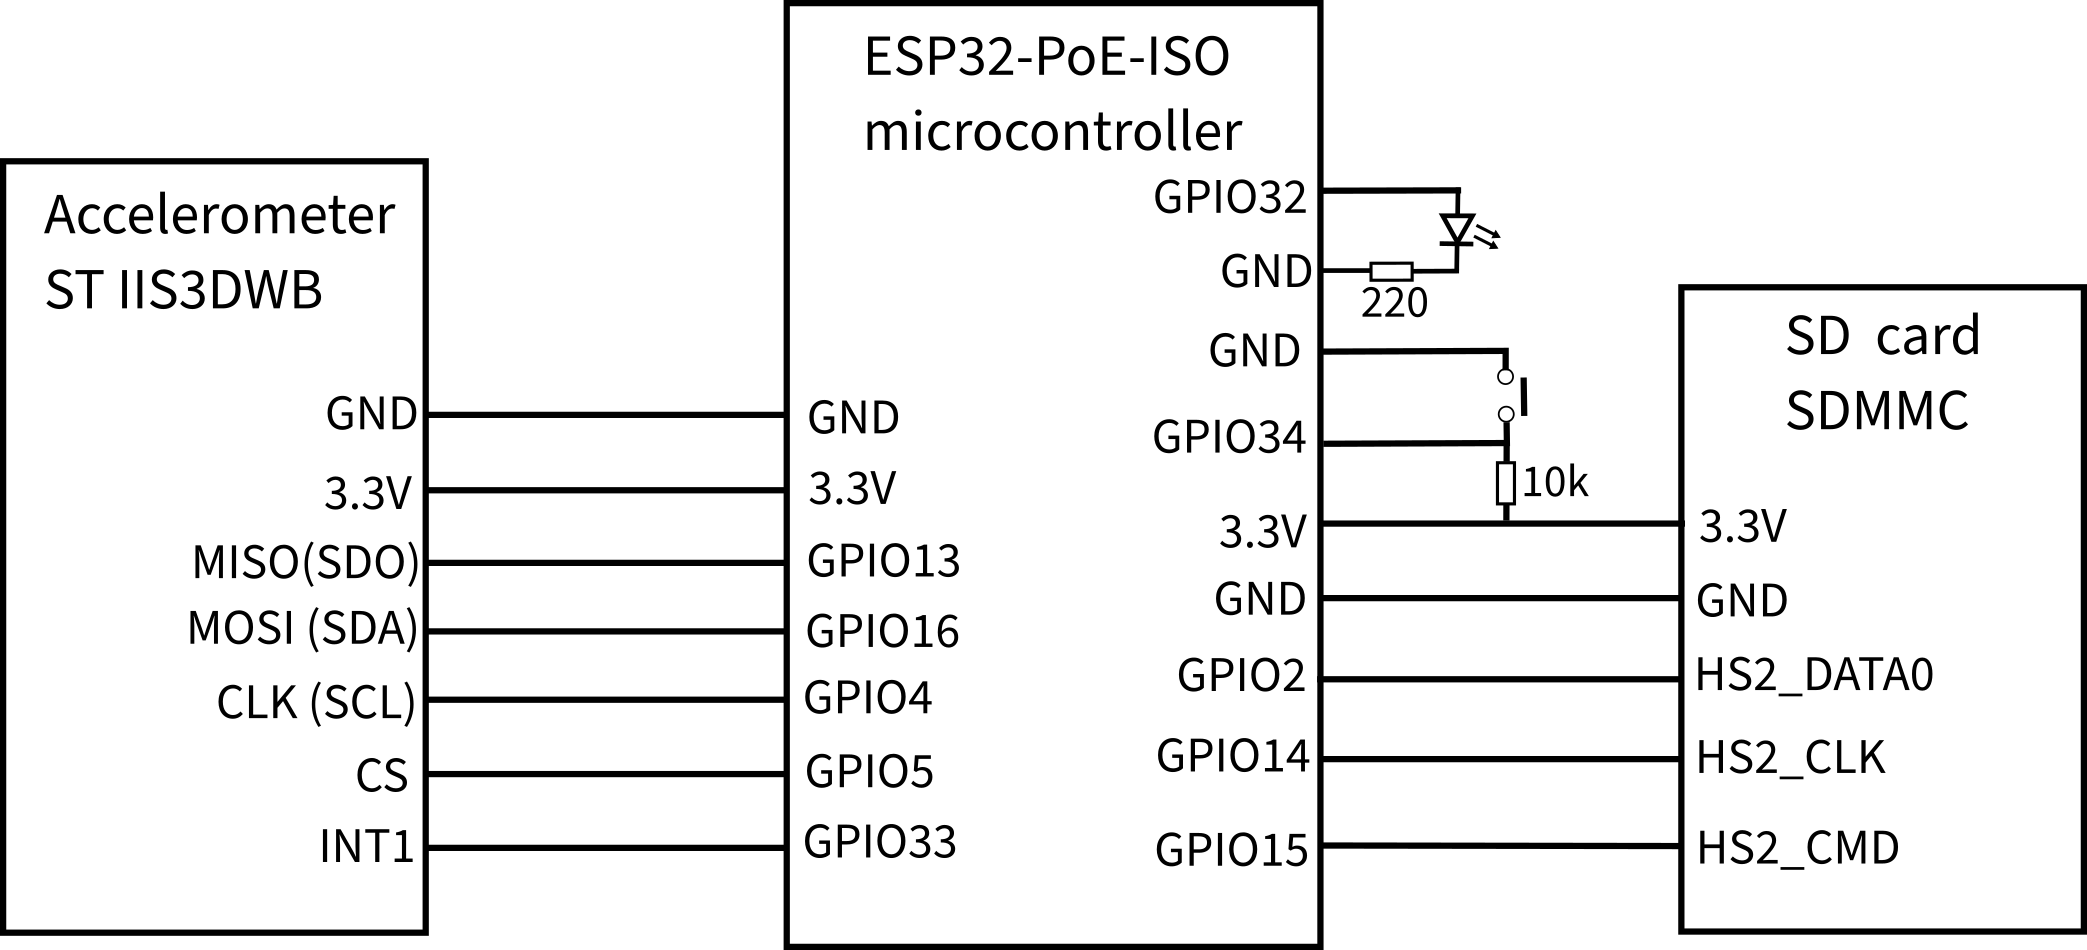 ESP32-PoE-ISO
microcontroller
Accelerometer
ST IIS3DWB
GND
3.3V
MISO(SDO)
MOSI (SDA)
CLK (SCL)
CS
INT1
GND
3.3V
GPIO13
GPIO16
GPIO4
GPIO5
GPIO33
GPIO32
GND
220
GND
GPIO34
10k
3.3V
GND
GPIO2
GPIO14
GPIO15
SD card
SDMMC
3.3V
GND
HS2_DATA0
HS2_CLK
HS2_CMD